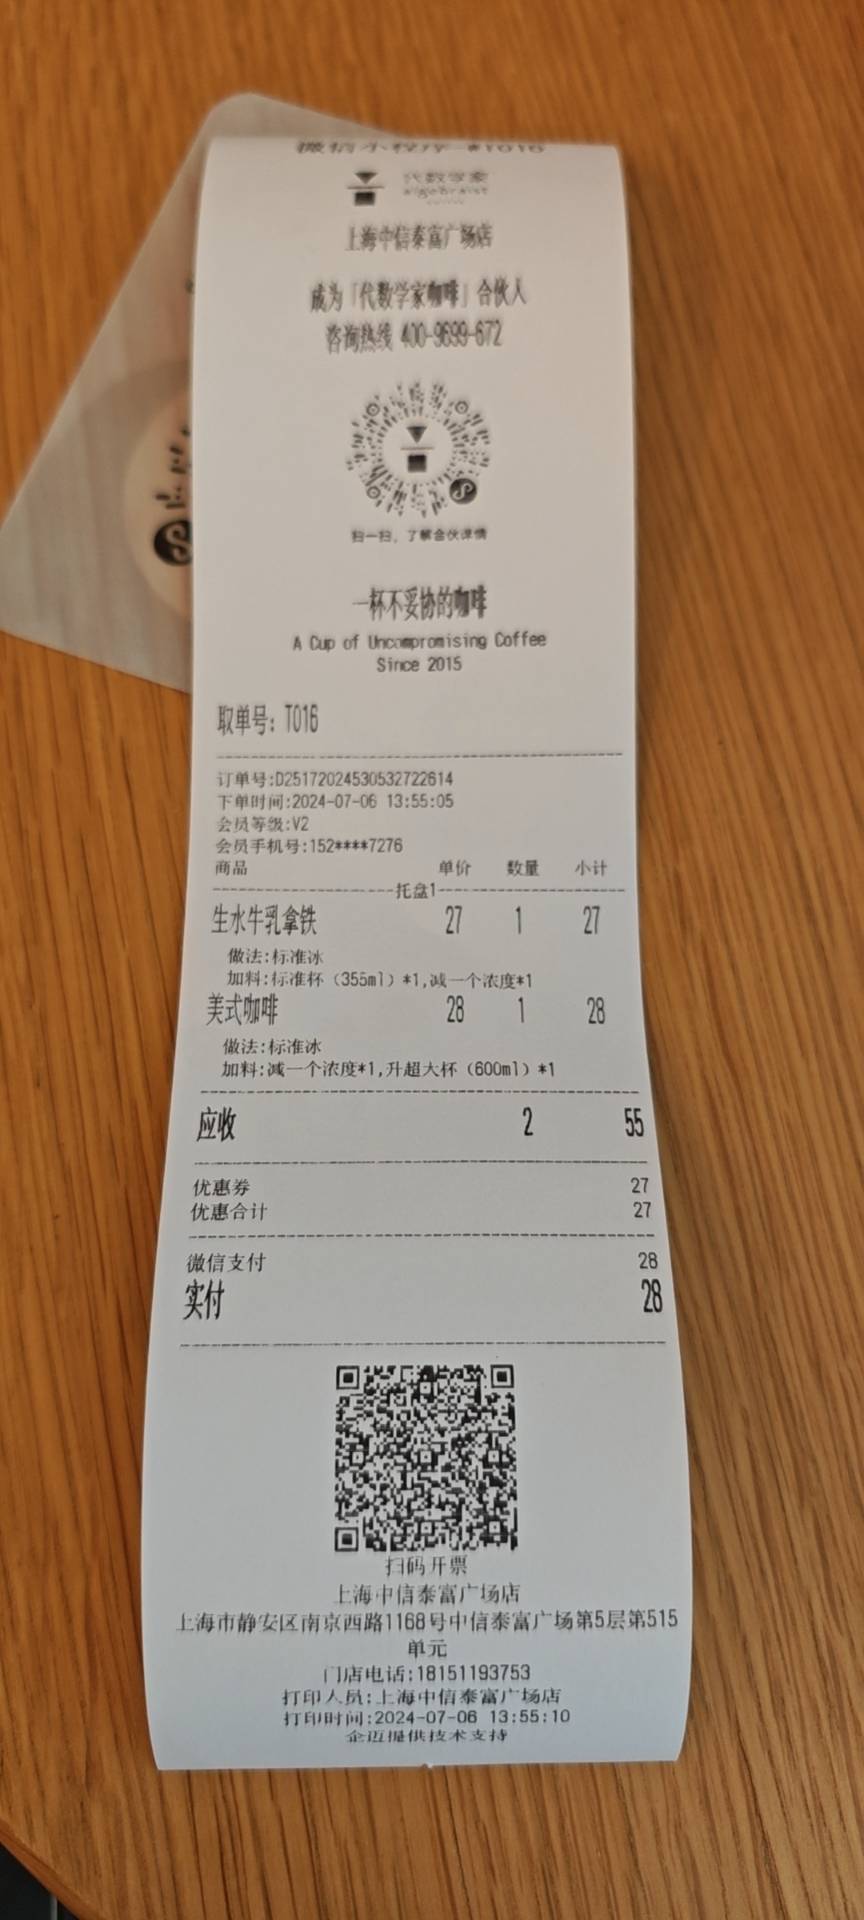 微信小程序 #T016
代数学家
algebraist
上海中信泰富广场店
成为「代数学家咖啡」合伙人
咨询热线 400-9699-672
扫一扫，了解合伙详情
一杯不妥协的咖啡
A Cup of Uncompromising Coffee
Since 2015
取单号: T016
订单号:D25172024530532722614
下单时间:2024-07-06 13:55:05
会员等级:V2
会员手机号:152****7276
商品 单价 数量 小计
托盘1
生水牛乳拿铁 27 1 27
做法:标准冰
加料:标准杯（355ml）*1,减一个浓度*1
美式咖啡 28 1 28
做法:标准冰
加料:减一个浓度*1,升超大杯（600ml）*1
应收 2 55
优惠券 27
优惠合计 27
微信支付 28
实付 28
扫码开票
上海中信泰富广场店
上海市静安区南京西路1168号中信泰富广场第5层第515
单元
门店电话:18151193753
打印人员:上海中信泰富广场店
打印时间:2024-07-06 13:55:10
企迈提供技术支持